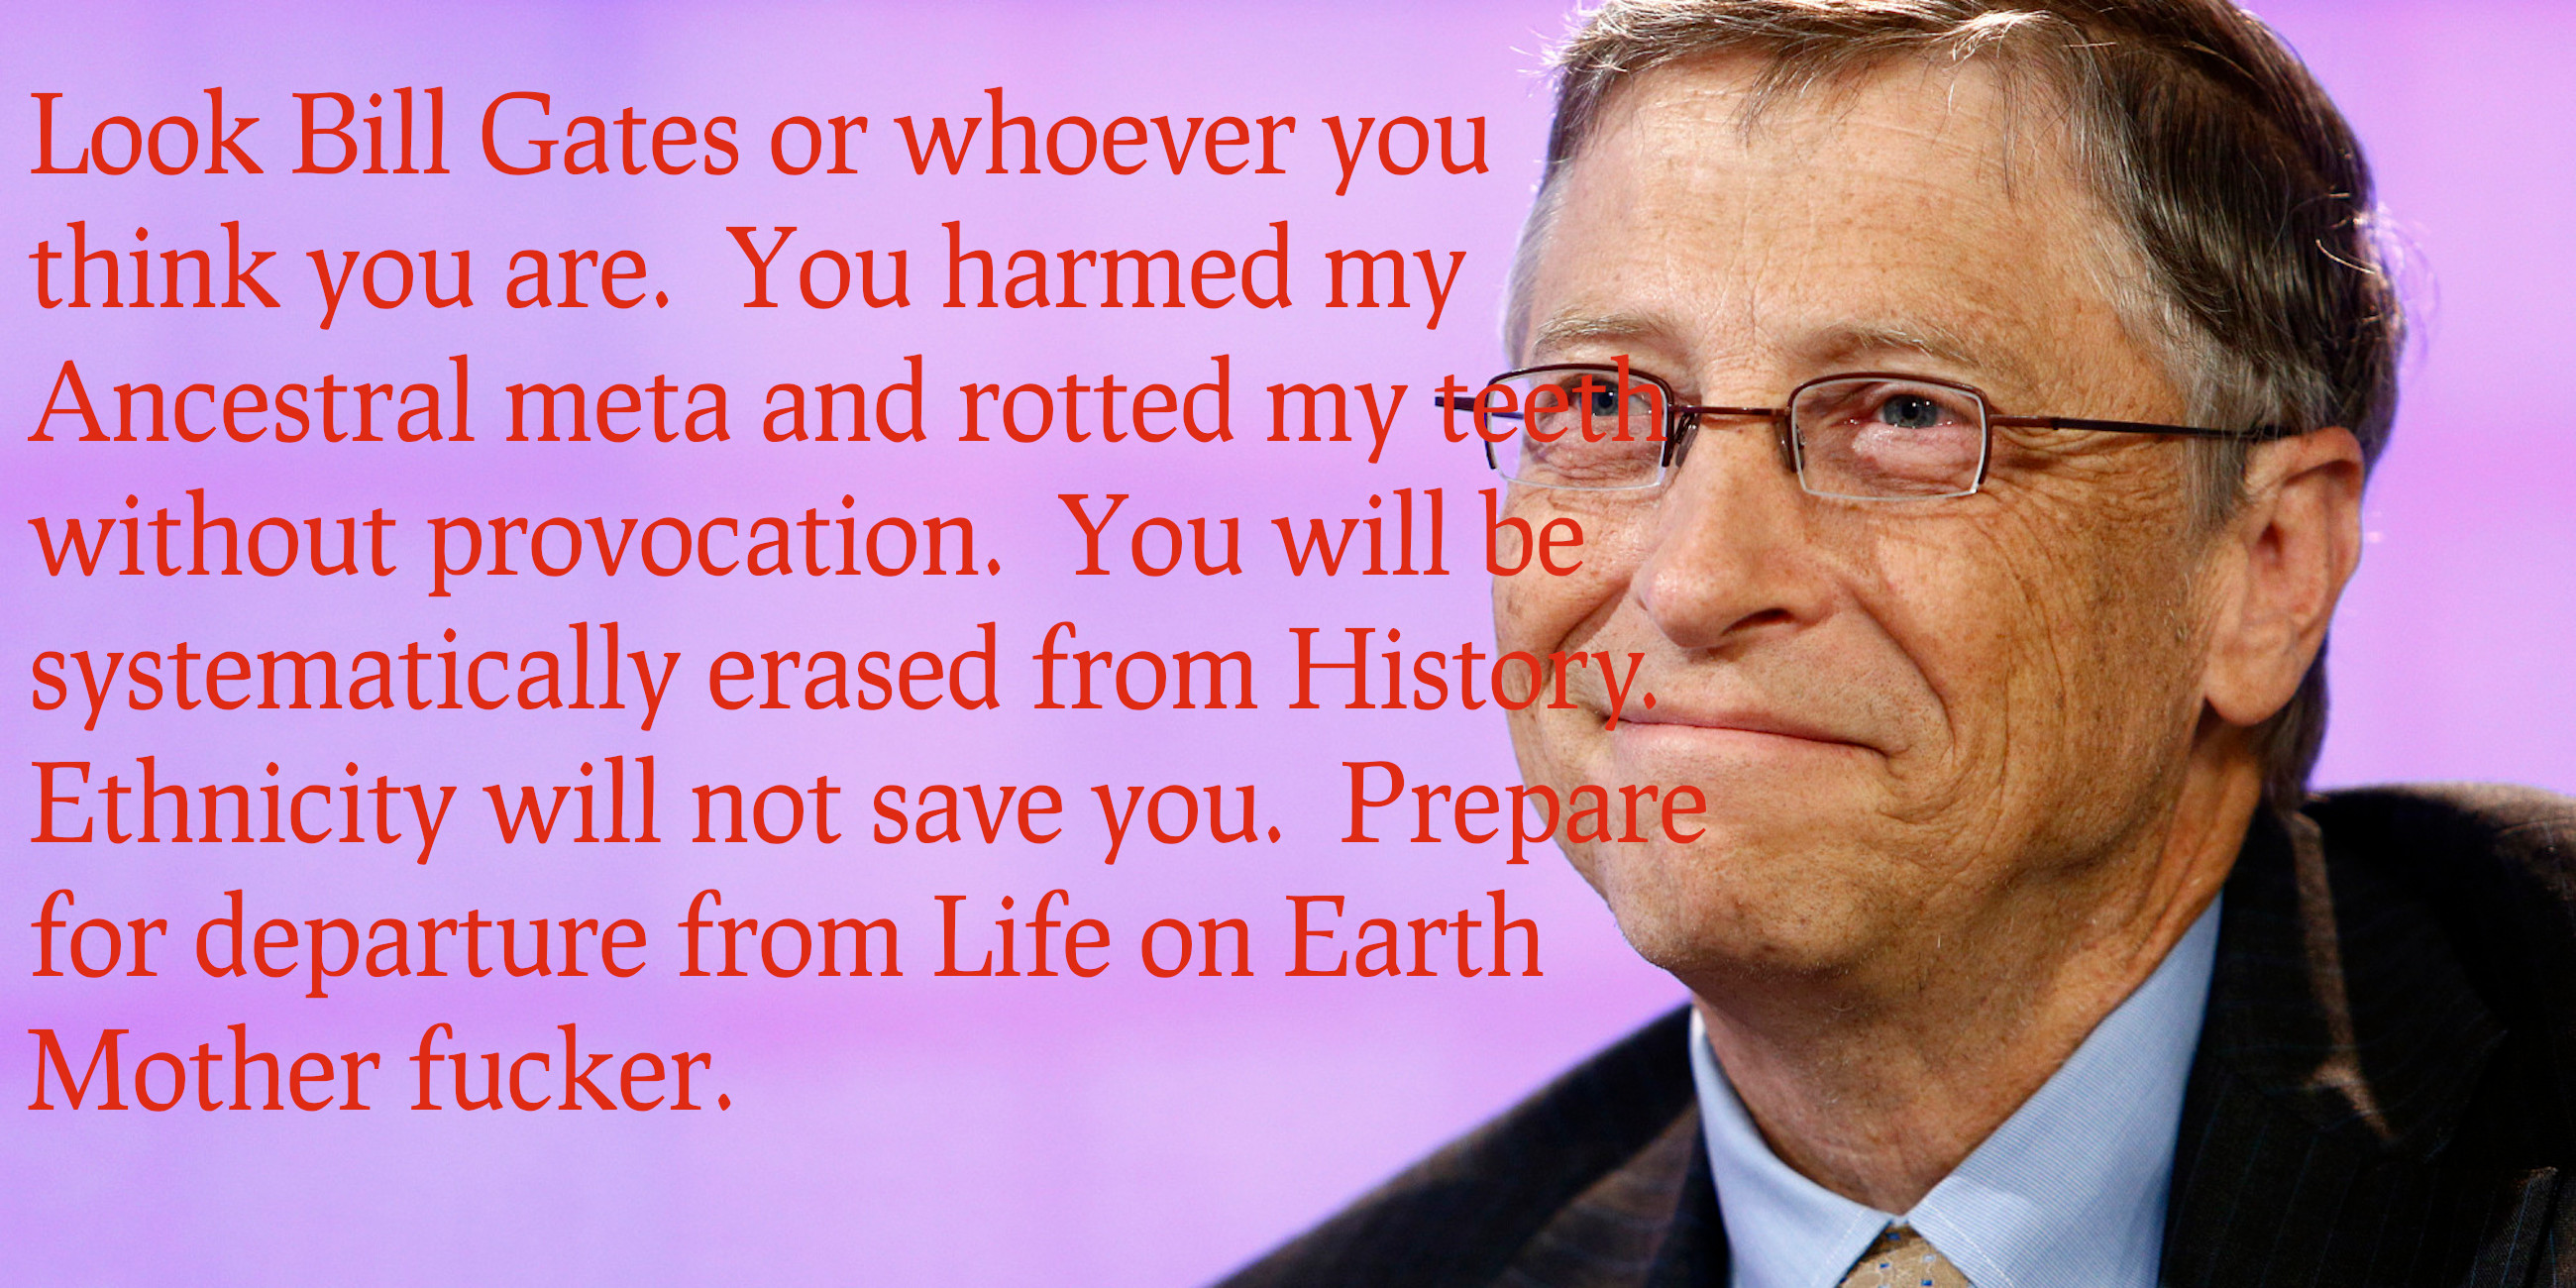 Look Bill Gates or whoever you
think you are.  You harmed my
Ancestral meta and rotted my teeth
without provocation.  You will be
systematically erased from History.
Ethnicity will not save you.  Prepare
for departure from Life on Earth
Mother fucker.